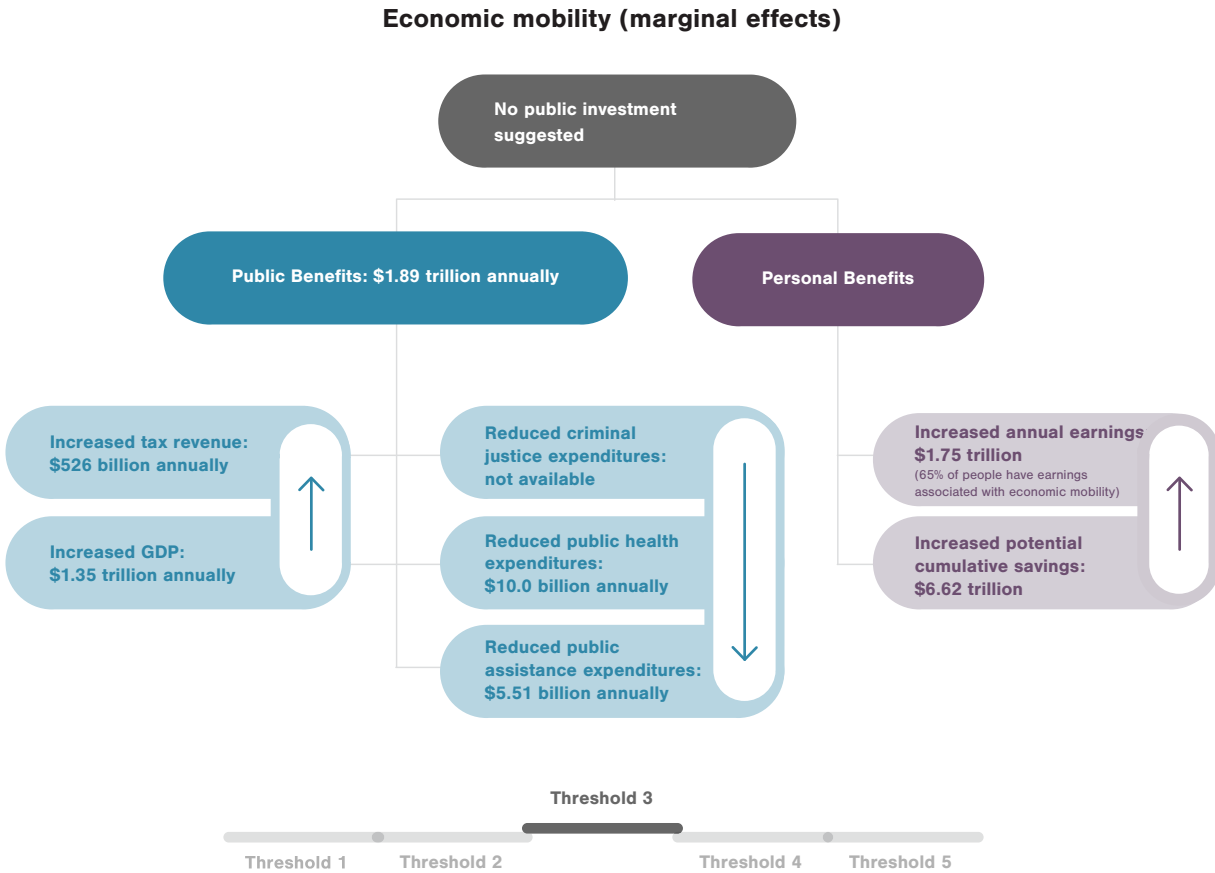 Economic mobility (marginal effects)
No public investment
suggested
Public Benefits: $1.89 trillion annually
Personal Benefits
Increased tax revenue:
$526 billion annually
Increased GDP:
$1.35 trillion annually
Reduced criminal
justice expenditures:
not available
Reduced public health
expenditures:
$10.0 billion annually
Reduced public
assistance expenditures:
$5.51 billion annually
Increased annual earnings
$1.75 trillion
(65% of people have earnings
associated with economic mobility)
Increased potential
cumulative savings:
$6.62 trillion
Threshold 3
Threshold 1
Threshold 2
Threshold 4
Threshold 5